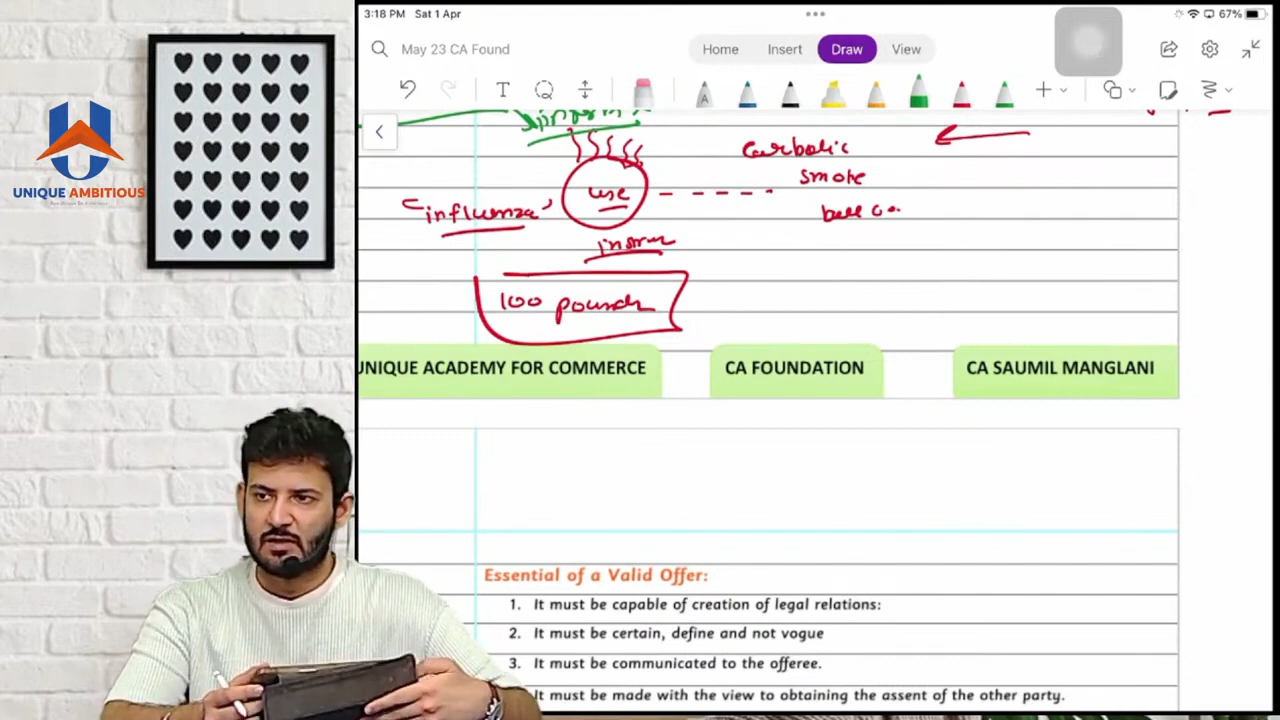 3:18 PM Sat 1 Apr
67%
May 23 CA Found
Home Insert Draw View
T
A
UNIQUE AMBITIOUS
Carbolic
smoke
ball co.
use
"influenza"
100 pounds
UNIQUE ACADEMY FOR COMMERCE
CA FOUNDATION
CA SAUMIL MANGLANI
Essential of a Valid Offer:
1. It must be capable of creation of legal relations:
2. It must be certain, define and not vogue
3. It must be communicated to the offeree.
It must be made with the view to obtaining the assent of the other party.